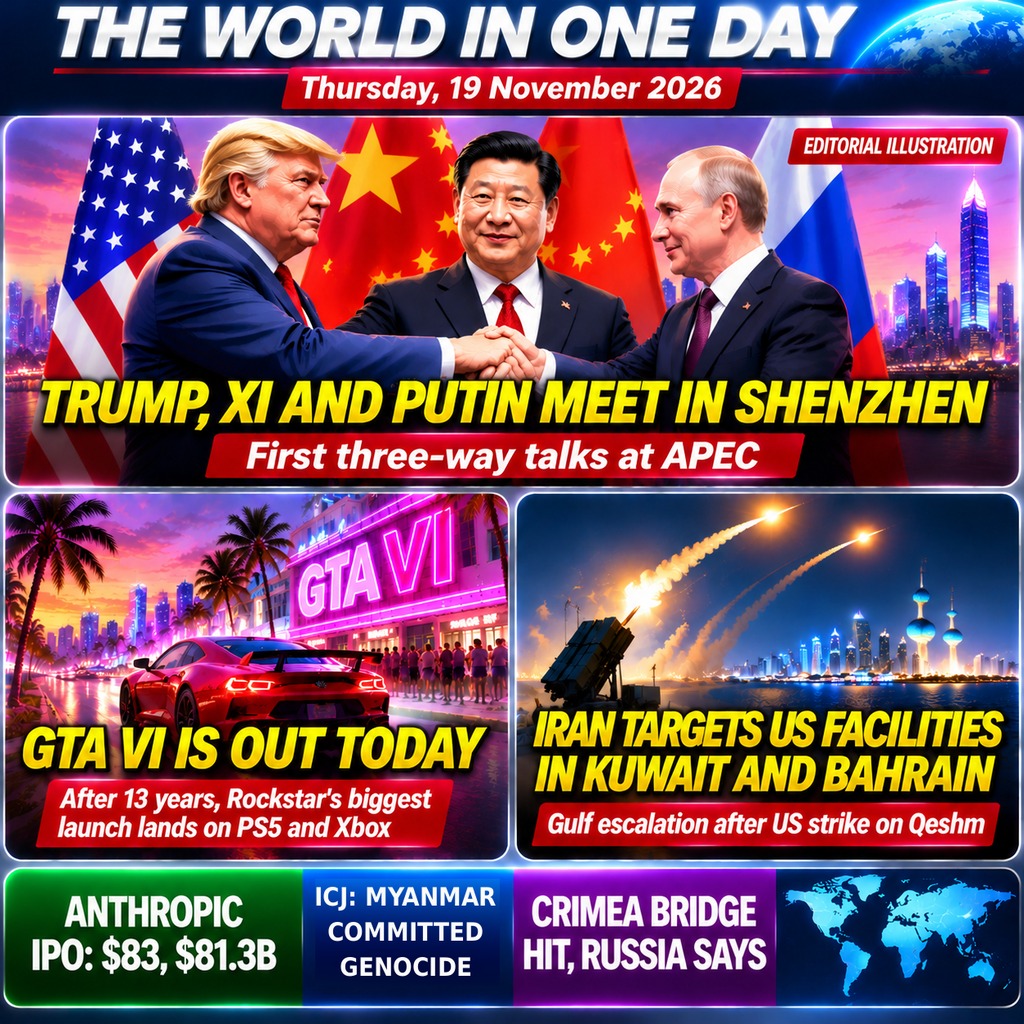 THE WORLD IN ONE DAY
Thursday, 19 November 2026
EDITORIAL ILLUSTRATION
TRUMP, XI AND PUTIN MEET IN SHENZHEN
First three-way talks at APEC
GTA VI
GTA VI IS OUT TODAY
After 13 years, Rockstar's biggest
launch lands on PS5 and Xbox
IRAN TARGETS US FACILITIES
IN KUWAIT AND BAHRAIN
Gulf escalation after US strike on Qeshm
ANTHROPIC
IPO: $83, $81.3B
ICJ: MYANMAR
COMMITTED
GENOCIDE
CRIMEA BRIDGE
HIT, RUSSIA SAYS